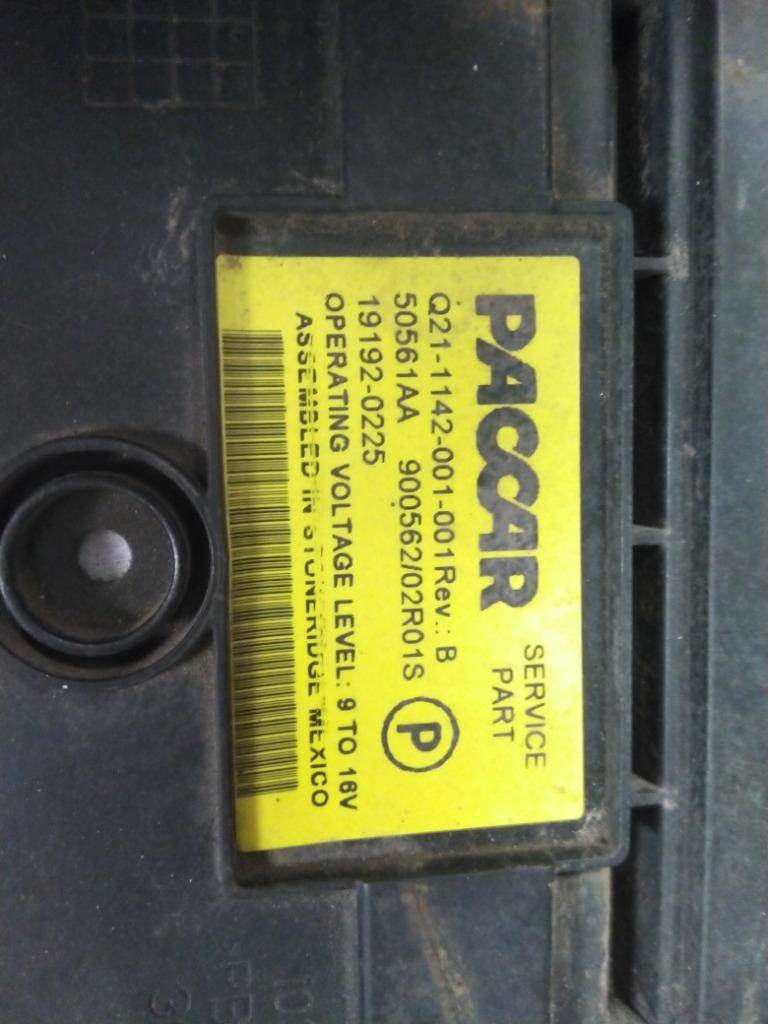 PACCAR
SERVICE
PART
Q21-1142-001-001Rev.: B
50561AA 900562/02R01S
P
19192-0225
OPERATING VOLTAGE LEVEL: 9 TO 16V
ASSEMBLED IN STONERIDGE MEXICO